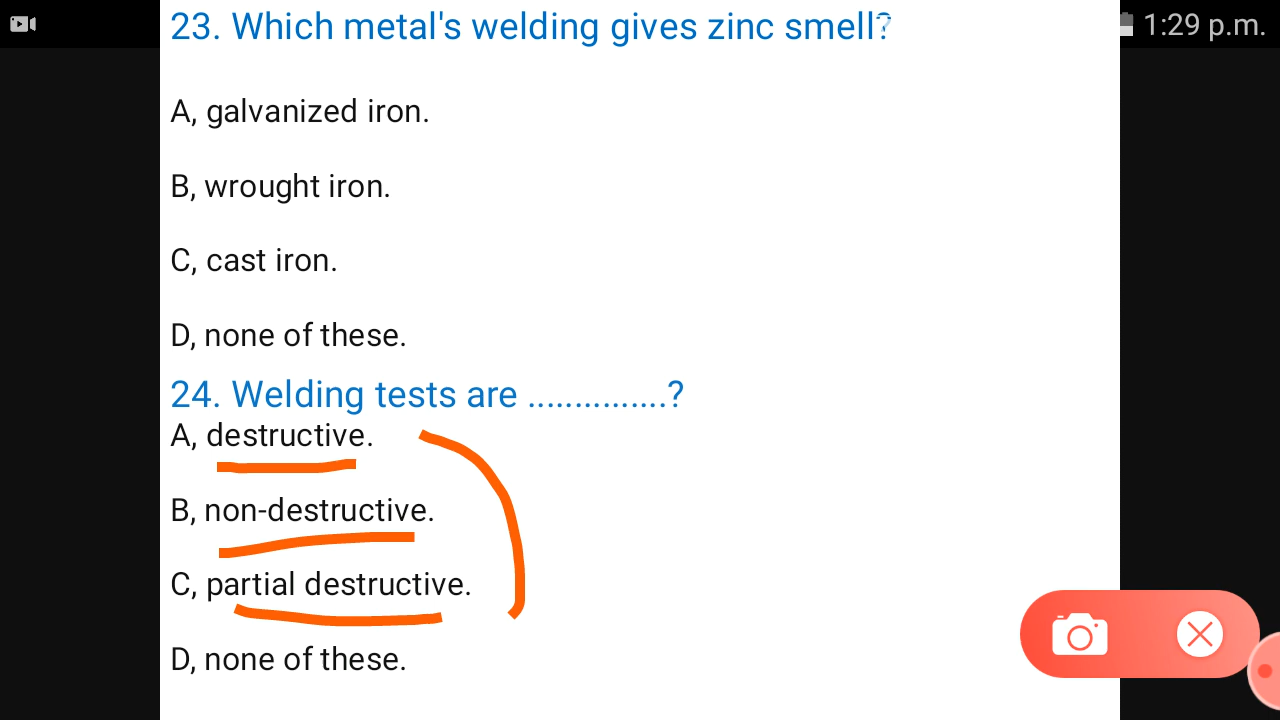 23. Which metal's welding gives zinc smell?
1:29 p.m.
A, galvanized iron.
B, wrought iron.
C, cast iron.
D, none of these.
24. Welding tests are ...............?
A, destructive.
B, non-destructive.
C, partial destructive.
D, none of these.